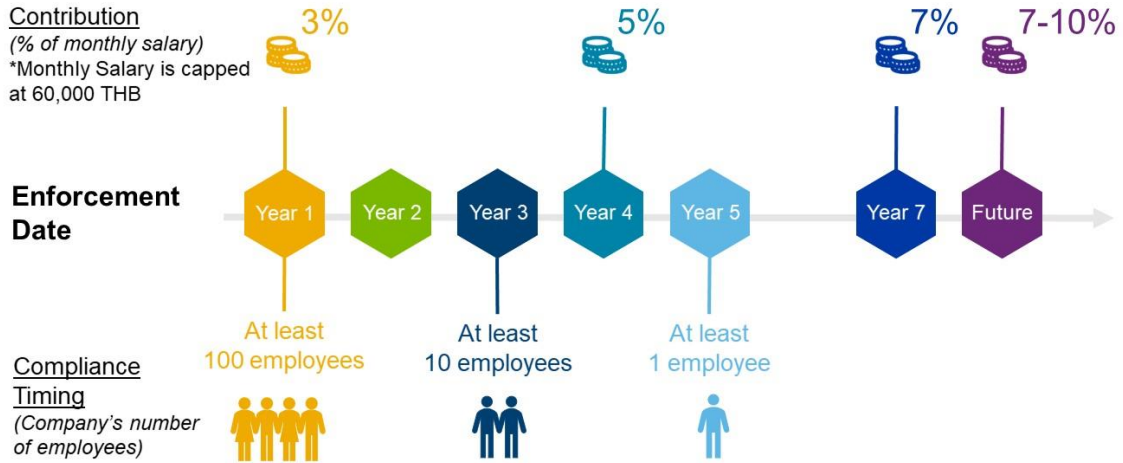 Contribution
(% of monthly salary)
*Monthly Salary is capped
at 60,000 THB
3%
5%
7%
7-10%
Enforcement
Date
Year 1
Year 2
Year 3
Year 4
Year 5
Year 7
Future
At least
100 employees
At least
10 employees
At least
1 employee
Compliance
Timing
(Company's number
of employees)